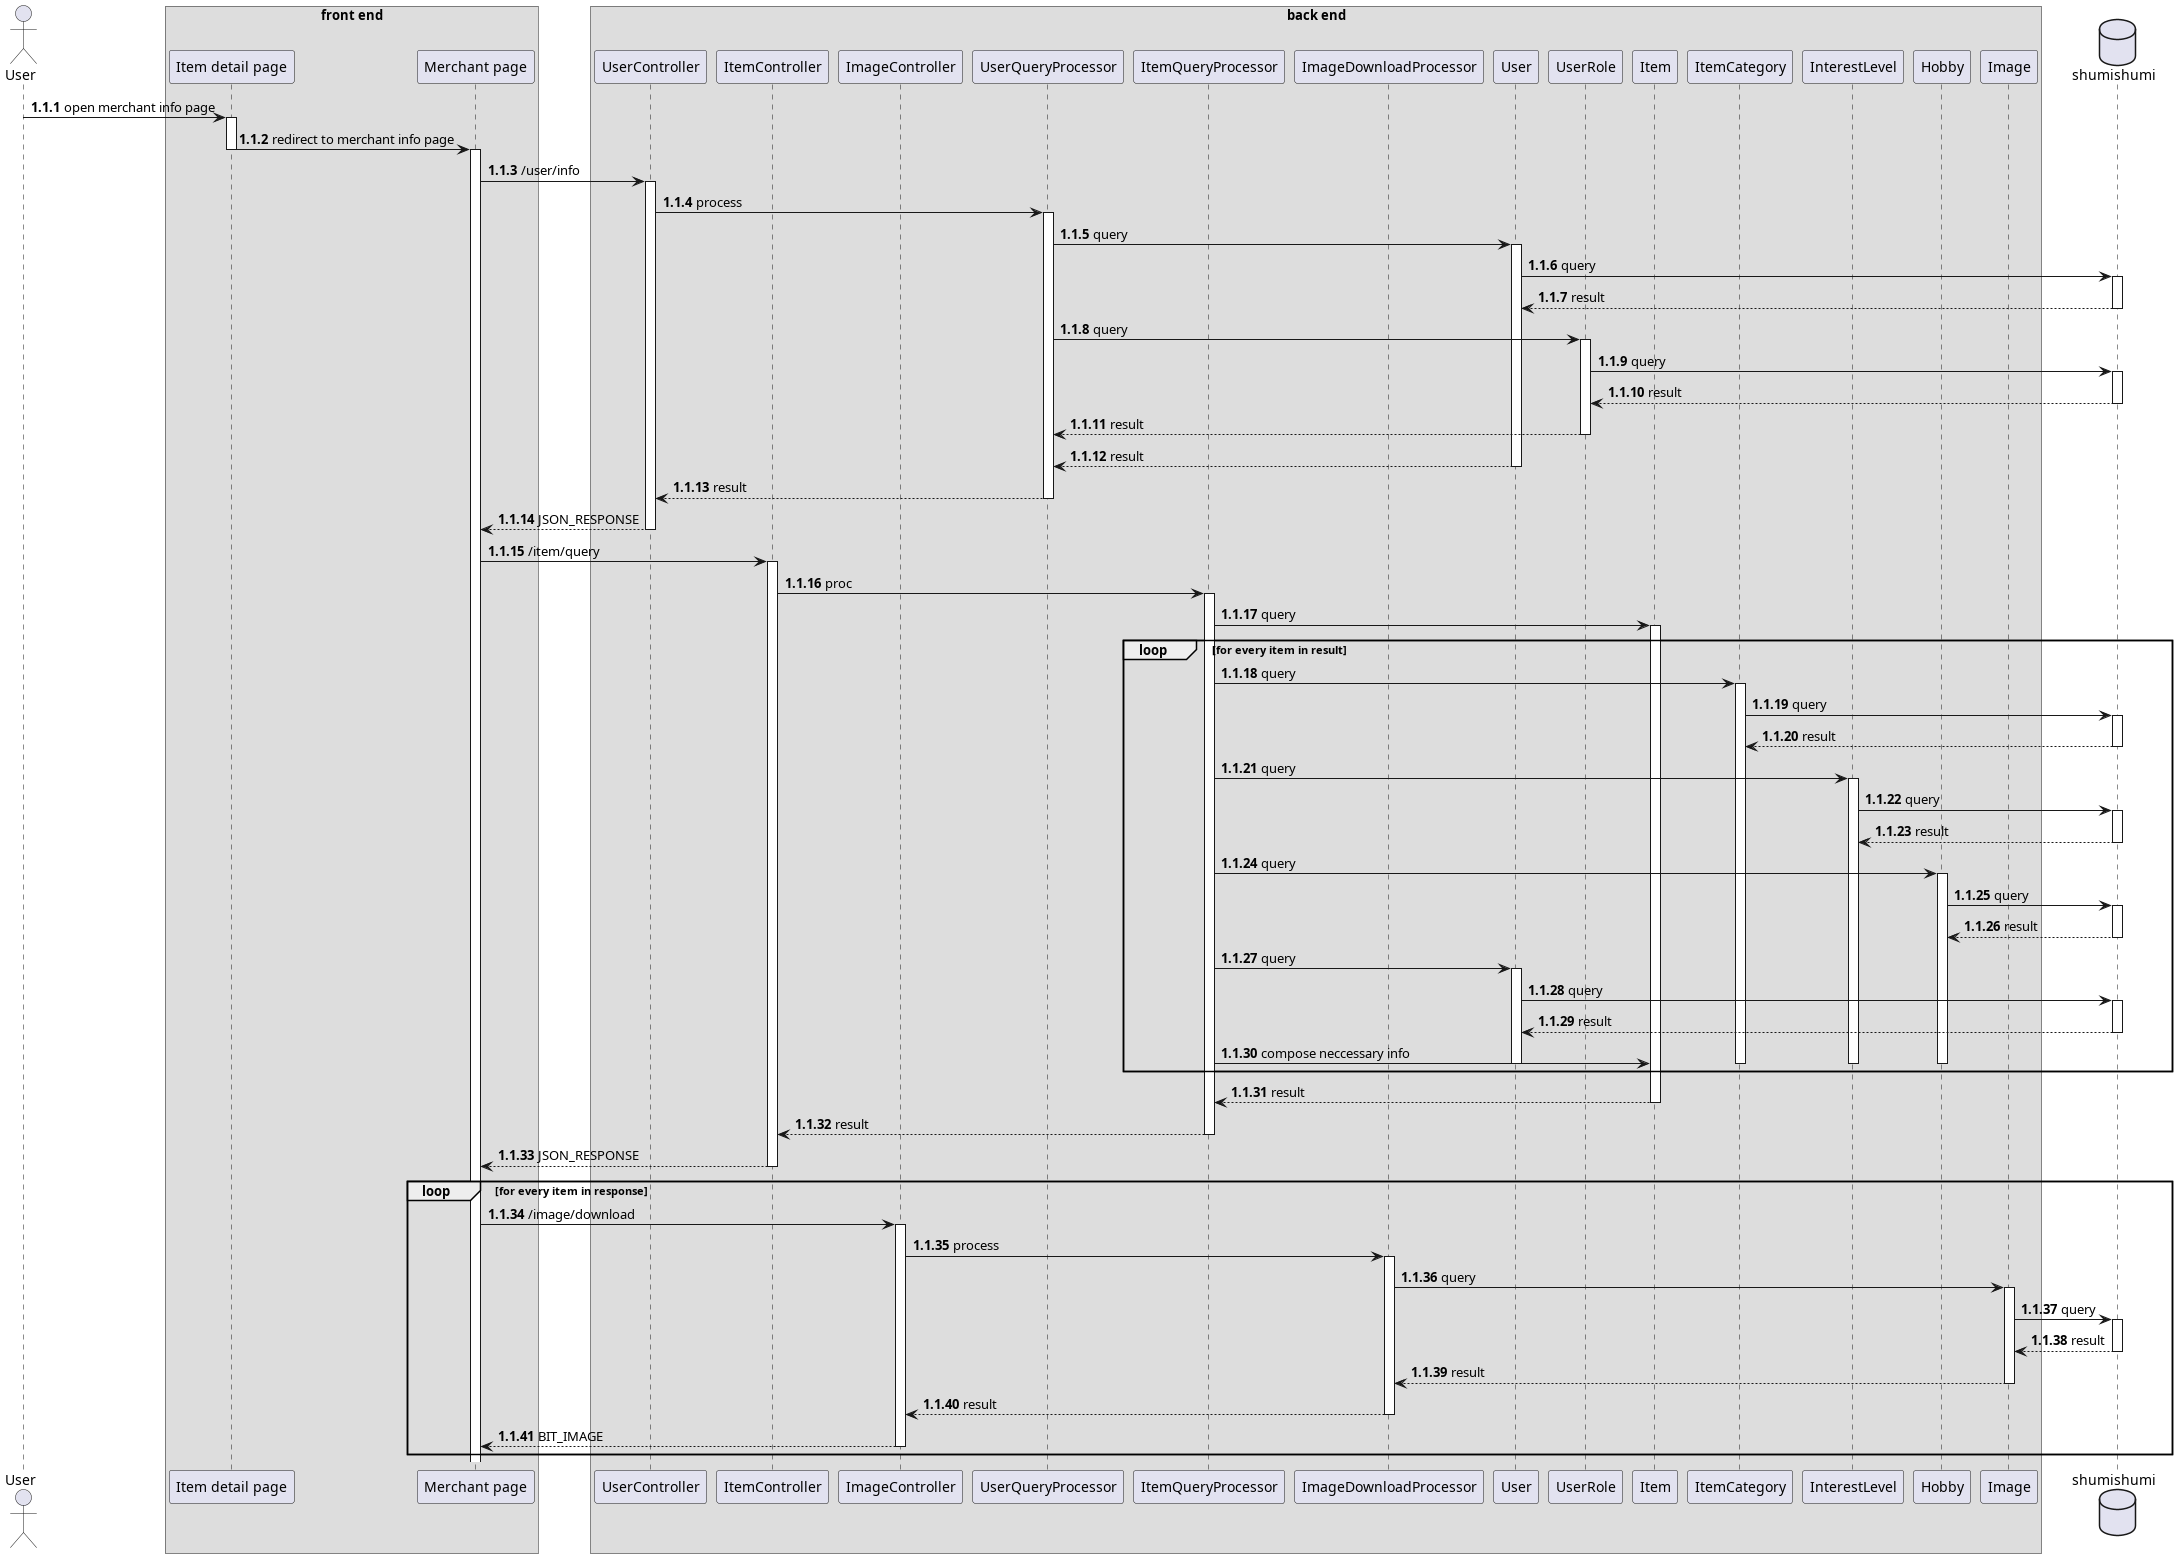 front end
back end
User
Item detail page
Merchant page
UserController
ItemController
ImageController
UserQueryProcessor
ItemQueryProcessor
ImageDownloadProcessor
User
UserRole
Item
ItemCategory
InterestLevel
Hobby
Image
shumishumi
1.1.1 open merchant info page
1.1.2 redirect to merchant info page
1.1.3 /user/info
1.1.4 process
1.1.5 query
1.1.6 query
1.1.7 result
1.1.8 query
1.1.9 query
1.1.10 result
1.1.11 result
1.1.12 result
1.1.13 result
1.1.14 JSON_RESPONSE
1.1.15 /item/query
1.1.16 proc
1.1.17 query
loop [for every item in result]
1.1.18 query
1.1.19 query
1.1.20 result
1.1.21 query
1.1.22 query
1.1.23 result
1.1.24 query
1.1.25 query
1.1.26 result
1.1.27 query
1.1.28 query
1.1.29 result
1.1.30 compose neccessary info
1.1.31 result
1.1.32 result
1.1.33 JSON_RESPONSE
loop [for every item in response]
1.1.34 /image/download
1.1.35 process
1.1.36 query
1.1.37 query
1.1.38 result
1.1.39 result
1.1.40 result
1.1.41 BIT_IMAGE
User
Item detail page
Merchant page
UserController
ItemController
ImageController
UserQueryProcessor
ItemQueryProcessor
ImageDownloadProcessor
User
UserRole
Item
ItemCategory
InterestLevel
Hobby
Image
shumishumi